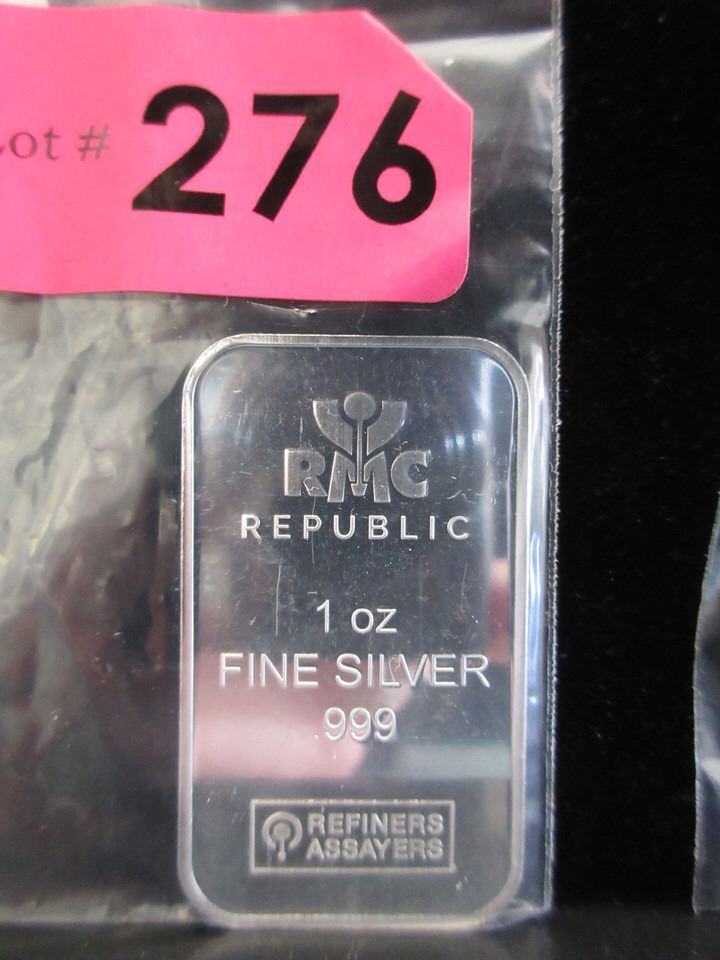 Lot # 276
RMC
REPUBLIC
1 oz
FINE SILVER
.999
REFINERS
ASSAYERS